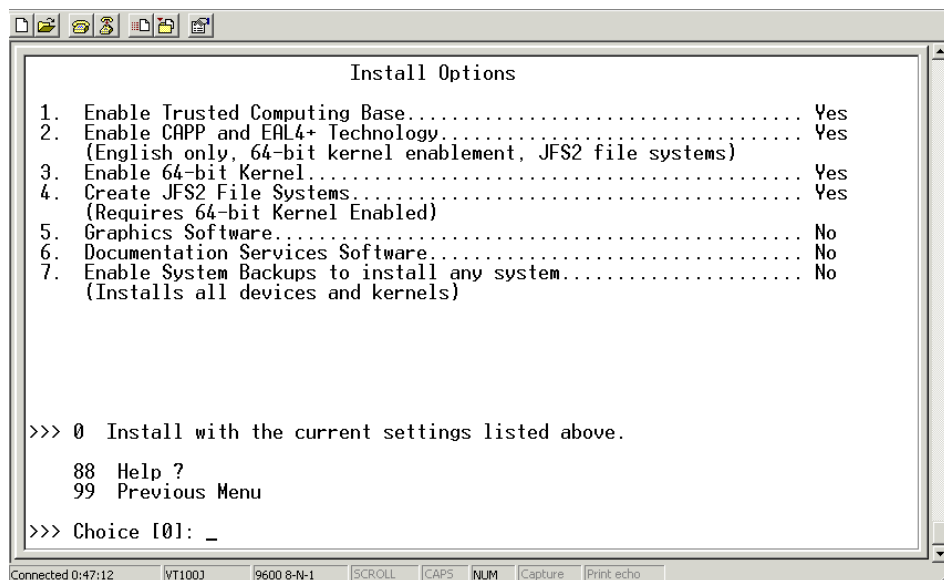 Install Options
1. Enable Trusted Computing Base.................................... Yes
2. Enable CAPP and EAL4+ Technology................................. Yes
(English only, 64-bit kernel enablement, JFS2 file systems)
3. Enable 64-bit Kernel............................................. Yes
4. Create JFS2 File Systems......................................... Yes
(Requires 64-bit Kernel Enabled)
5. Graphics Software................................................ No
6. Documentation Services Software.................................. No
7. Enable System Backups to install any system...................... No
(Installs all devices and kernels)
>>> 0 Install with the current settings listed above.
88 Help ?
99 Previous Menu
>>> Choice [0]: _
Connected 0:47:12 VT100J 9600 8-N-1 SCROLL CAPS NUM Capture Print echo